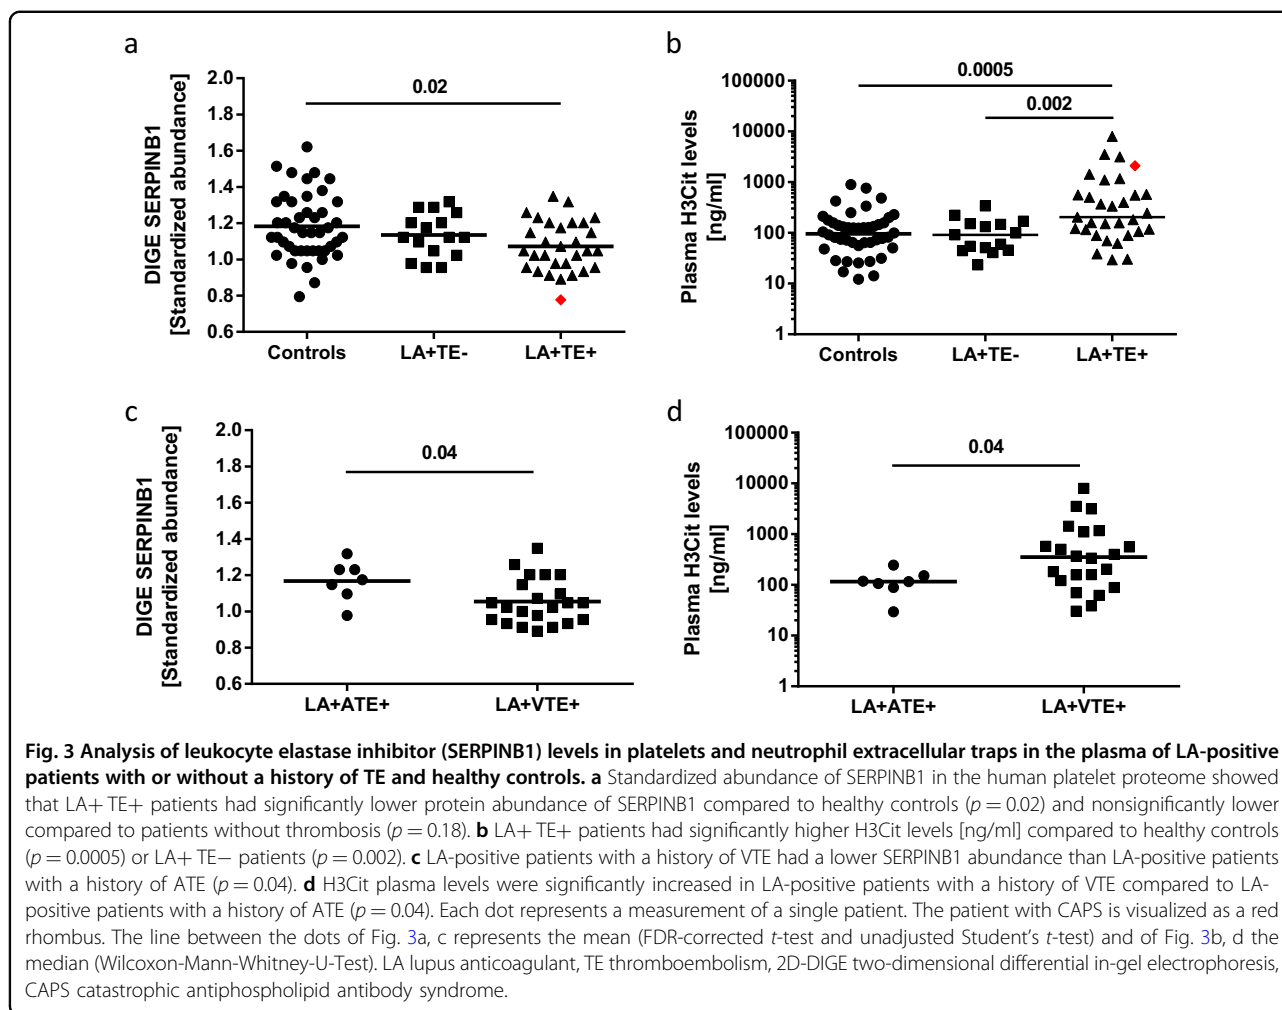 a
DIGE SERPINB1
[Standardized abundance]
2.0
1.8
1.6
1.4
1.2
1.0
0.8
0.6
0.02
Controls
LA+TE-
LA+TE+
b
Plasma H3Cit levels
[ng/ml]
100000
10000
1000
100
10
1
0.0005
0.002
Controls
LA+TE-
LA+TE+
c
DIGE SERPINB1
[Standardized abundance]
2.0
1.8
1.6
1.4
1.2
1.0
0.8
0.6
0.04
LA+ATE+
LA+VTE+
d
Plasma H3Cit levels
[ng/ml]
100000
10000
1000
100
10
1
0.04
LA+ATE+
LA+VTE+
Fig. 3 Analysis of leukocyte elastase inhibitor (SERPINB1) levels in platelets and neutrophil extracellular traps in the plasma of LA-positive
patients with or without a history of TE and healthy controls. a Standardized abundance of SERPINB1 in the human platelet proteome showed
that LA+ TE+ patients had significantly lower protein abundance of SERPINB1 compared to healthy controls (p = 0.02) and nonsignificantly lower
compared to patients without thrombosis (p = 0.18). b LA+ TE+ patients had significantly higher H3Cit levels [ng/ml] compared to healthy controls
(p = 0.0005) or LA+ TE− patients (p = 0.002). c LA-positive patients with a history of VTE had a lower SERPINB1 abundance than LA-positive patients
with a history of ATE (p = 0.04). d H3Cit plasma levels were significantly increased in LA-positive patients with a history of VTE compared to LA-
positive patients with a history of ATE (p = 0.04). Each dot represents a measurement of a single patient. The patient with CAPS is visualized as a red
rhombus. The line between the dots of Fig. 3a, c represents the mean (FDR-corrected t-test and unadjusted Student's t-test) and of Fig. 3b, d the
median (Wilcoxon-Mann-Whitney-U-Test). LA lupus anticoagulant, TE thromboembolism, 2D-DIGE two-dimensional differential in-gel electrophoresis,
CAPS catastrophic antiphospholipid antibody syndrome.